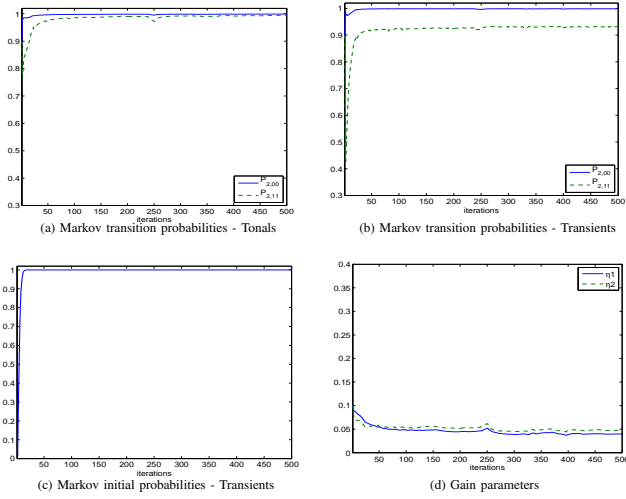 1
0.9
0.8
0.7
0.6
0.5
0.4
0.3
50 100 150 200 250 300 350 400 450 500
iterations
P2,00
P2,11
(a) Markov transition probabilities - Tonals
1
0.9
0.8
0.7
0.6
0.5
0.4
0.3
50 100 150 200 250 300 350 400 450 500
iterations
P2,00
P2,11
(b) Markov transition probabilities - Transients
1
0.9
0.8
0.7
0.6
0.5
0.4
0.3
0.2
0.1
0
50 100 150 200 250 300 350 400 450 500
iterations
(c) Markov initial probabilities - Transients
0.4
0.35
0.3
0.25
0.2
0.15
0.1
0.05
0
50 100 150 200 250 300 350 400 450 500
iterations
η1
η2
(d) Gain parameters